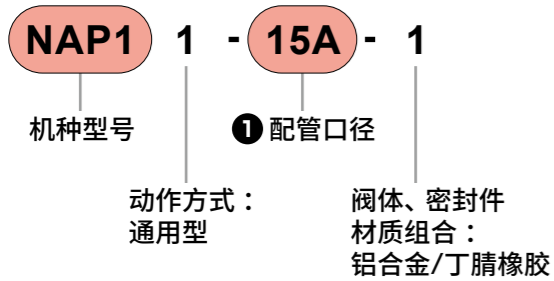 NAP1 1 - 15A - 1
机种型号
❶配管口径
动作方式：
通用型
阀体、密封件
材质组合：
铝合金/丁腈橡胶